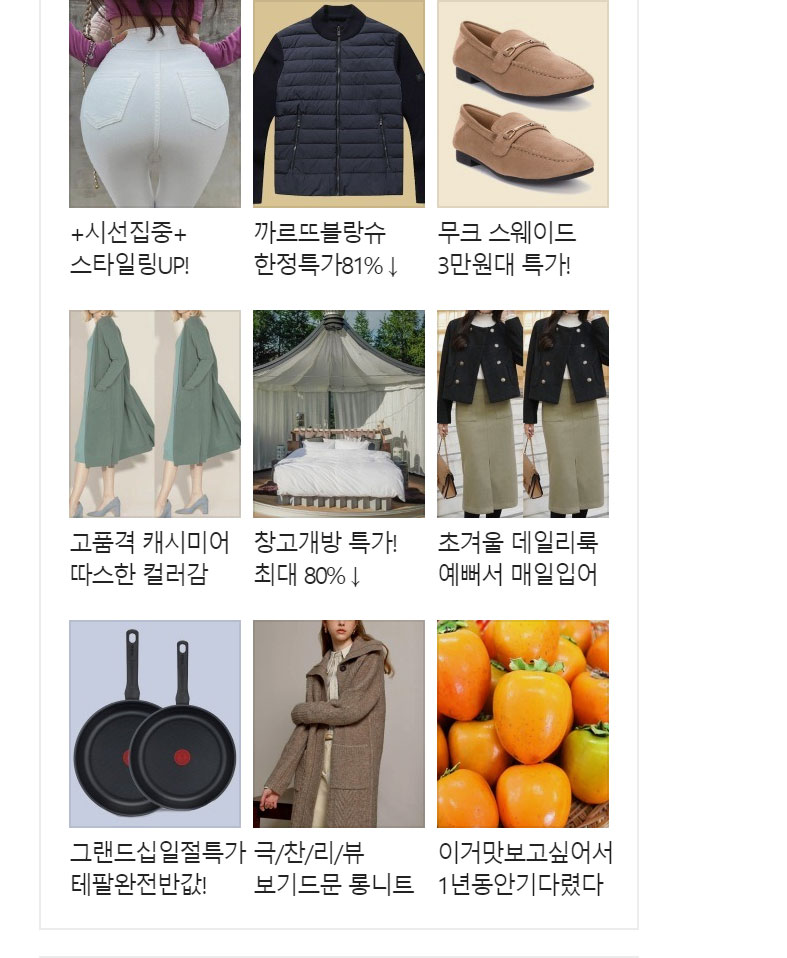 +시선집중+
스타일링UP!
까르뜨블랑슈
한정특가81%↓
무크 스웨이드
3만원대 특가!
고품격 캐시미어
따스한 컬러감
창고개방 특가!
최대 80%↓
초겨울 데일리룩
예뻐서 매일입어
그랜드십일절특가
테팔완전반값!
극/찬/리/뷰
보기드문 롱니트
이거맛보고싶어서
1년동안기다렸다